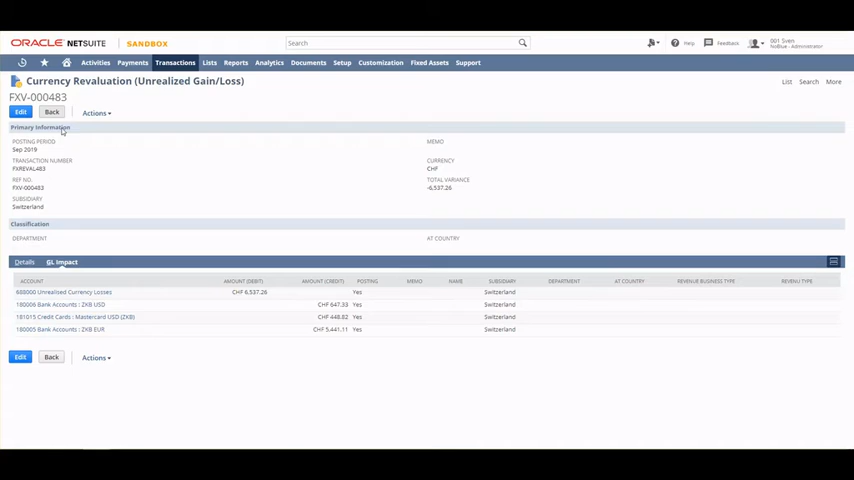 ORACLE NETSUITE SANDBOX Search Help Feedback 001 Sven
NoBlue - Administrator
Activities Payments Transactions Lists Reports Analytics Documents Setup Customization Fixed Assets Support
Currency Revaluation (Unrealized Gain/Loss) List Search More
FXV-000483
Edit Back Actions
Primary Information
POSTING PERIOD MEMO
Sep 2019
TRANSACTION NUMBER CURRENCY
FXREVAL483 CHF
REF NO. TOTAL VARIANCE
FXV-000483 -6,537.26
SUBSIDIARY
Switzerland
Classification
DEPARTMENT AT COUNTRY
Details GL Impact
ACCOUNT AMOUNT (DEBIT) AMOUNT (CREDIT) POSTING MEMO NAME SUBSIDIARY DEPARTMENT AT COUNTRY REVENUE BUSINESS TYPE REVENU TYPE
688000 Unrealised Currency Losses CHF 6,537.26 Yes Switzerland
180006 Bank Accounts : ZKB USD CHF 647.33 Yes Switzerland
181015 Credit Cards : Mastercard USD (ZKB) CHF 448.82 Yes Switzerland
180005 Bank Accounts : ZKB EUR CHF 5,441.11 Yes Switzerland
Edit Back Actions